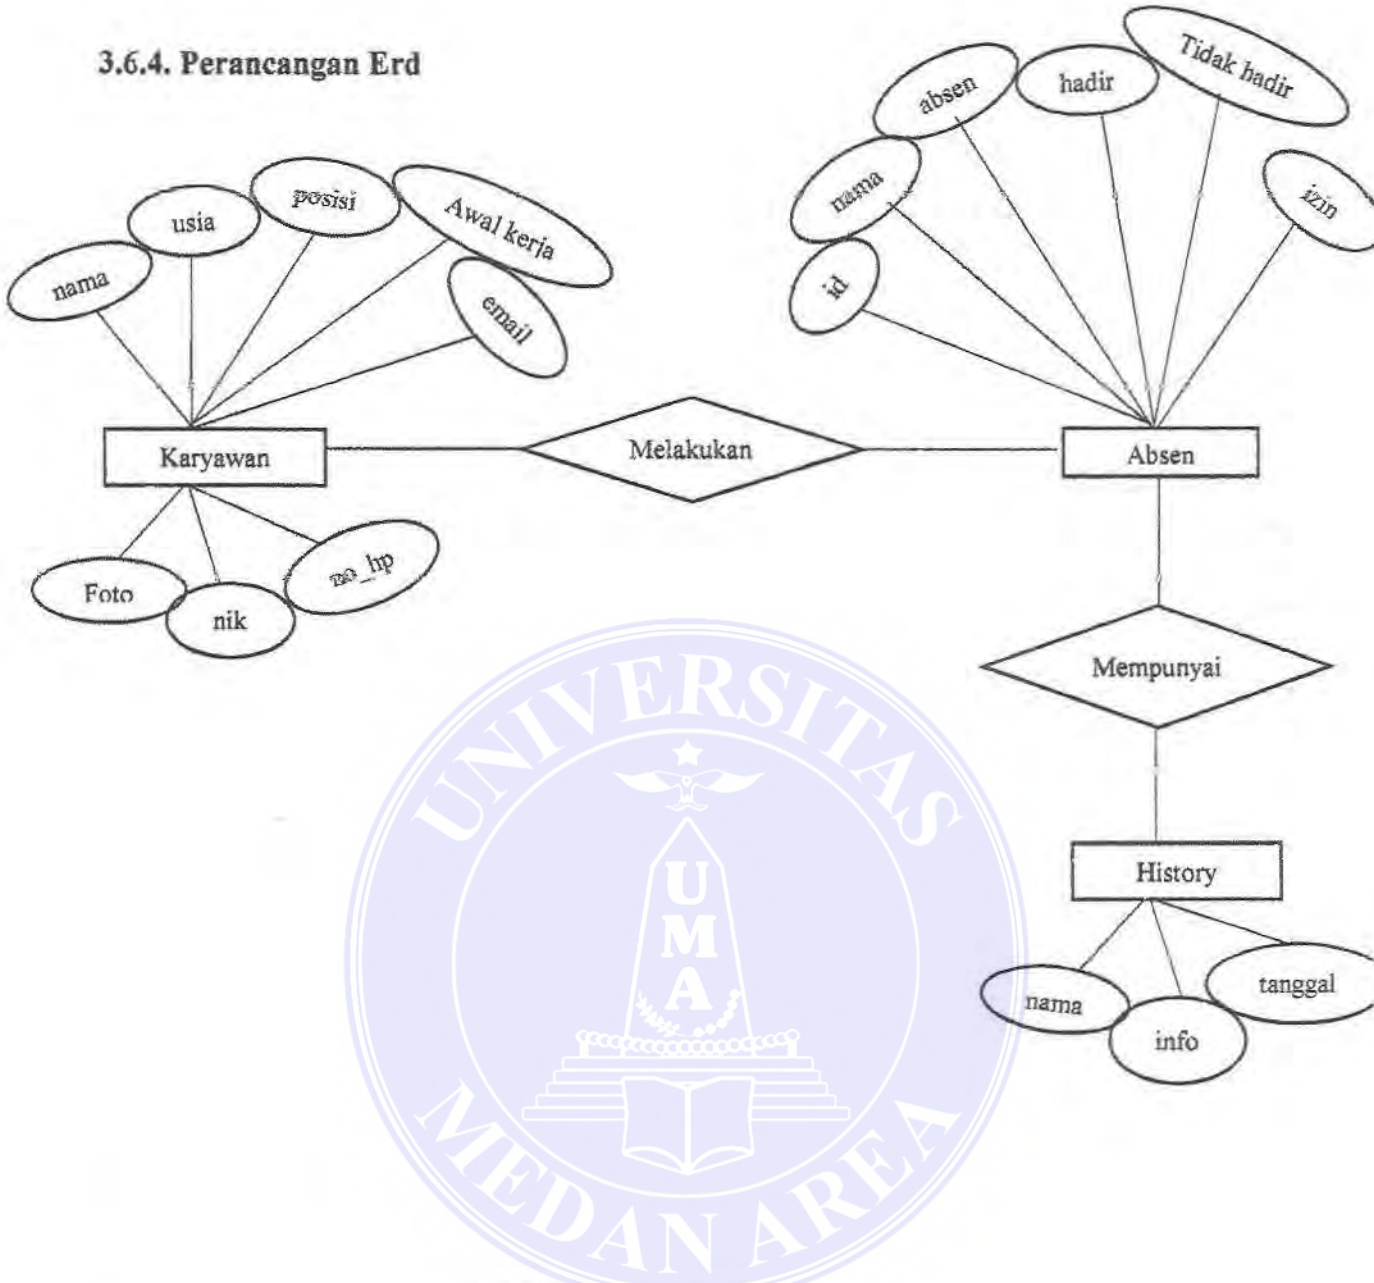 3.6.4. Perancangan Erd
nama
usia
posisi
Awal kerja
email
Karyawan
Foto
nik
no_hp
Melakukan
id
nama
absen
hadir
Tidak hadir
izin
Absen
Mempunyai
History
nama
info
tanggal
UNIVERSITAS
UMA
MEDAN AREA